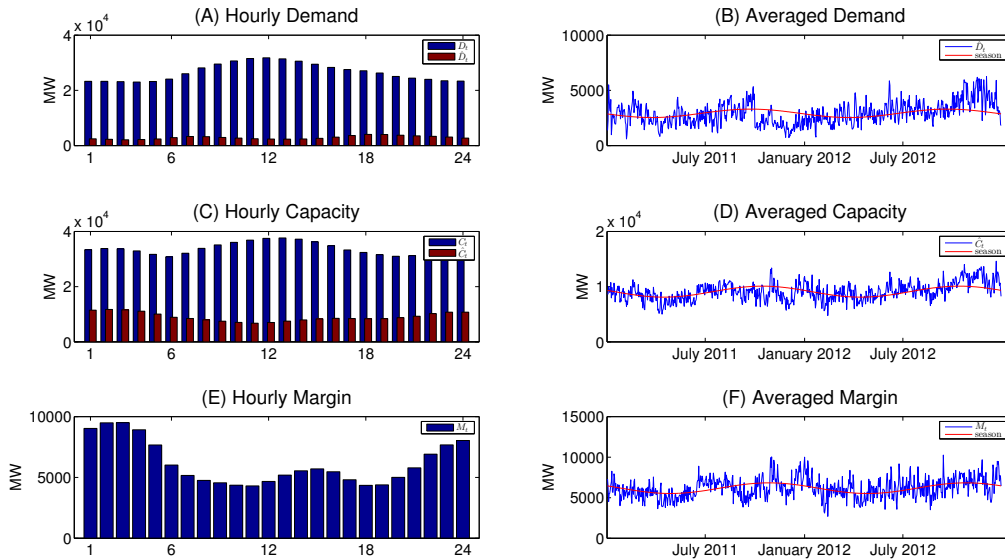 (A) Hourly Demand
x 10^4
4
2
0
MW
D_t
D̂_t
1 6 12 18 24
(B) Averaged Demand
10000
5000
0
MW
D̂_t
season
July 2011 January 2012 July 2012
(C) Hourly Capacity
x 10^4
4
2
0
MW
C_t
Ĉ_t
1 6 12 18 24
(D) Averaged Capacity
x 10^4
2
1
0
MW
Ĉ_t
season
July 2011 January 2012 July 2012
(E) Hourly Margin
10000
5000
0
MW
M_t
1 6 12 18 24
(F) Averaged Margin
15000
10000
5000
0
MW
M_t
season
July 2011 January 2012 July 2012